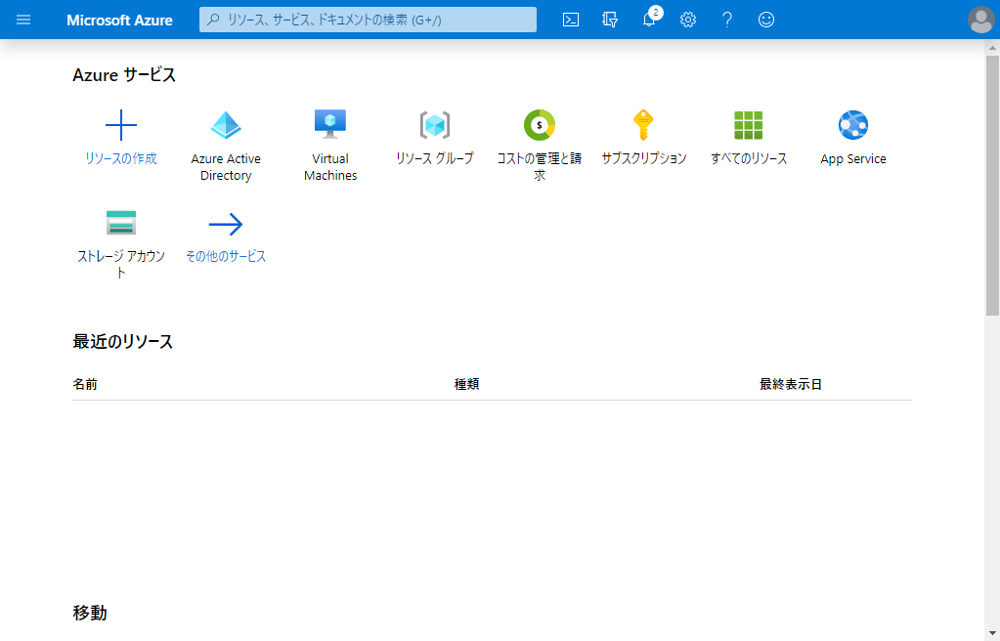 Microsoft Azure
リソース、サービス、ドキュメントの検索 (G+/)
2
Azure サービス
リソースの作成
Azure Active
Directory
Virtual
Machines
リソース グループ
コストの管理と請
求
サブスクリプション
すべてのリソース
App Service
ストレージ アカウン
ト
その他のサービス
最近のリソース
名前
種類
最終表示日
移動